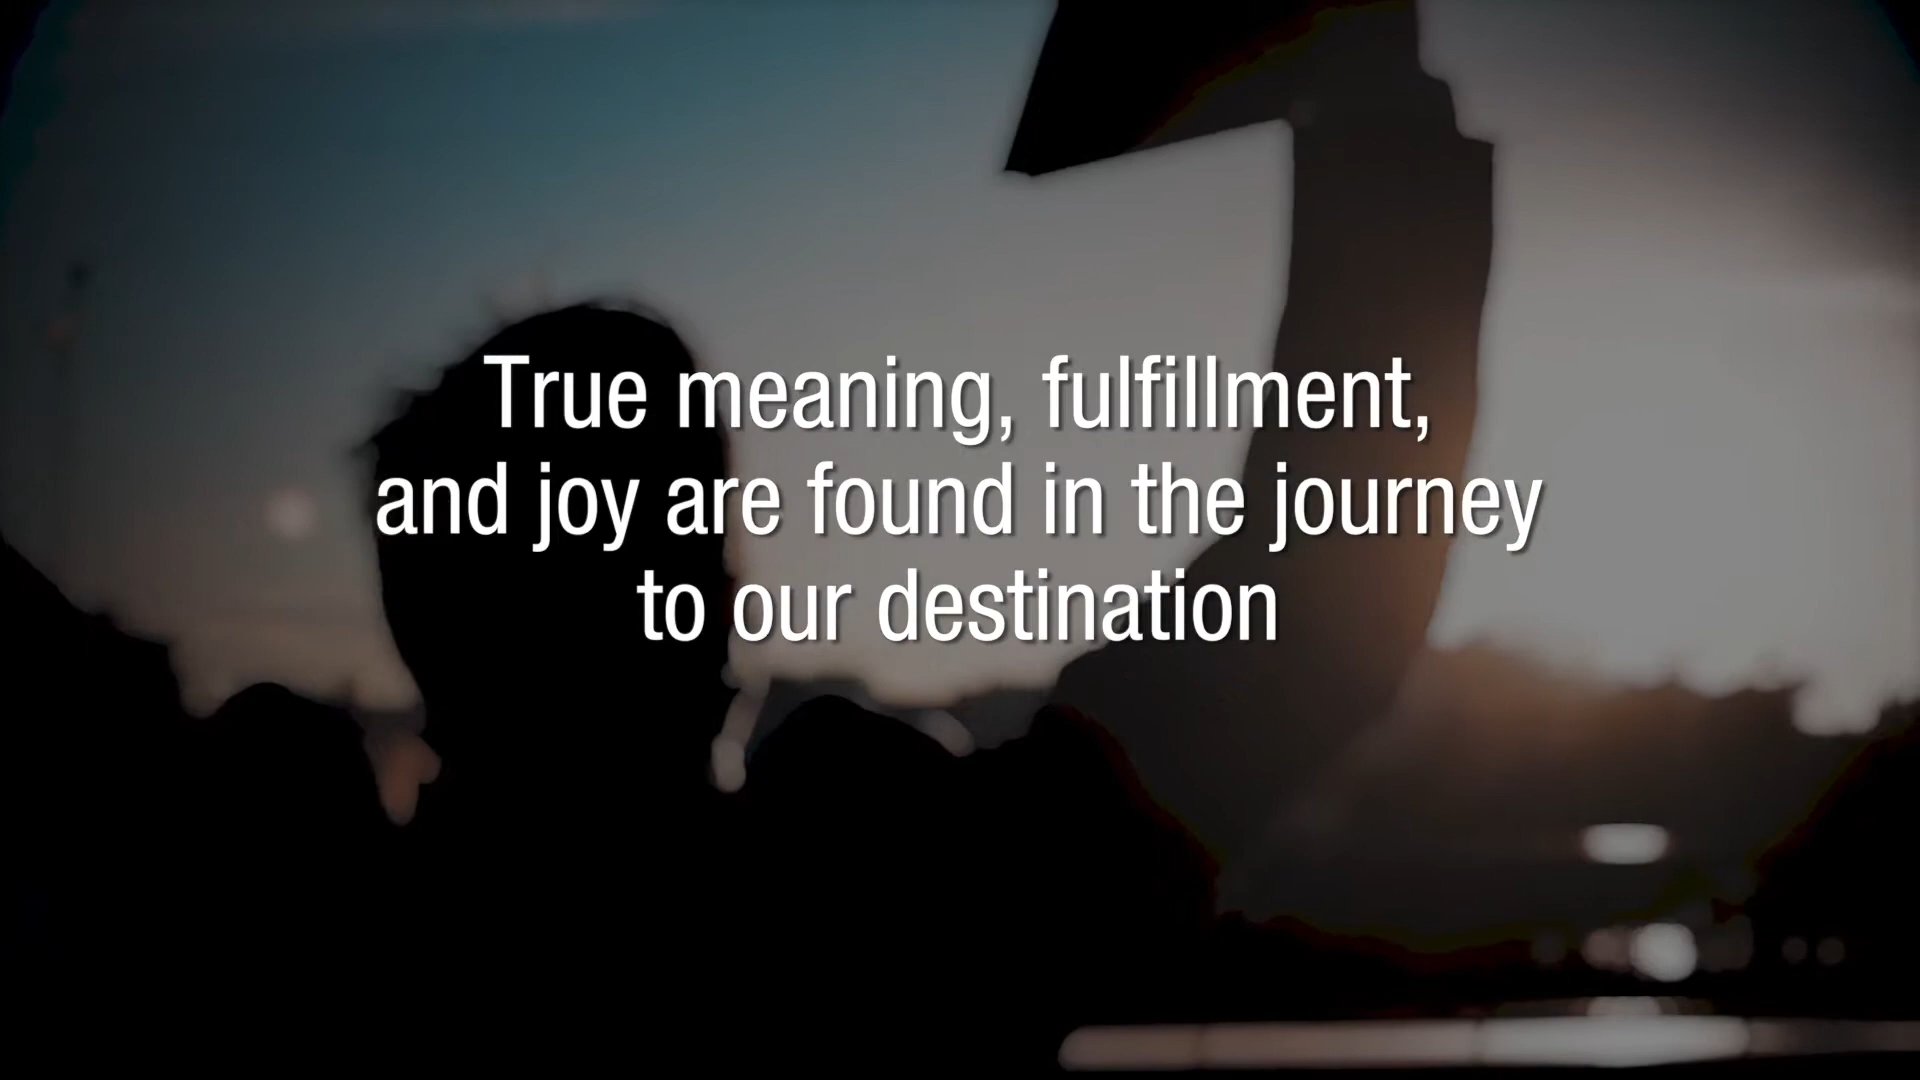 True meaning, fulfillment,
and joy are found in the journey
to our destination